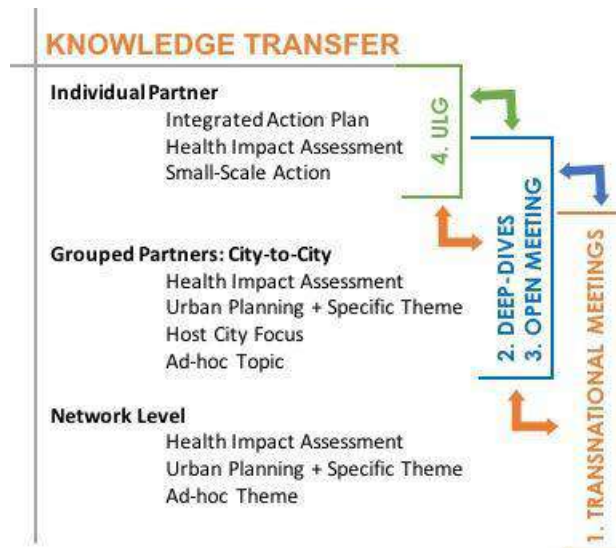 KNOWLEDGE TRANSFER
Individual Partner
Integrated Action Plan
Health Impact Assessment
Small-Scale Action
4. ULG
Grouped Partners: City-to-City
Health Impact Assessment
Urban Planning + Specific Theme
Host City Focus
Ad-hoc Topic
2. DEEP-DIVES
3. OPEN MEETING
Network Level
Health Impact Assessment
Urban Planning + Specific Theme
Ad-hoc Theme
1. TRANSNATIONAL MEETINGS